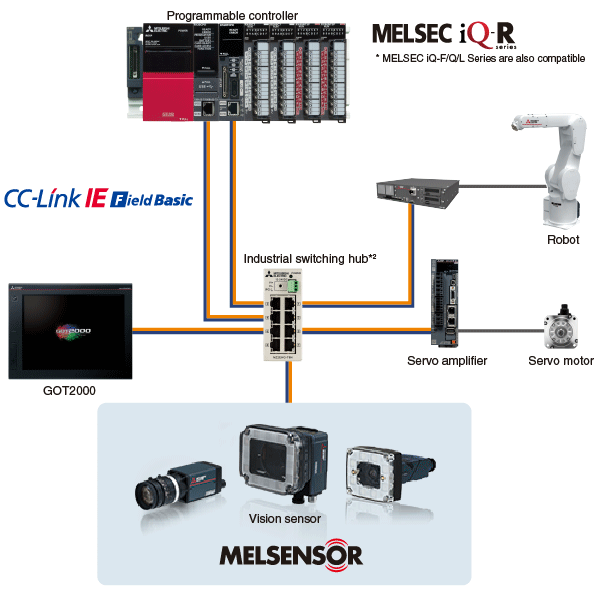 Programmable controller
MELSEC iQ-R
series
* MELSEC iQ-F/Q/L Series are also compatible
CC-Link IE Field Basic
Robot
Industrial switching hub*2
GOT2000
GOT2000
Servo amplifier
Servo motor
Vision sensor
MELSENSOR